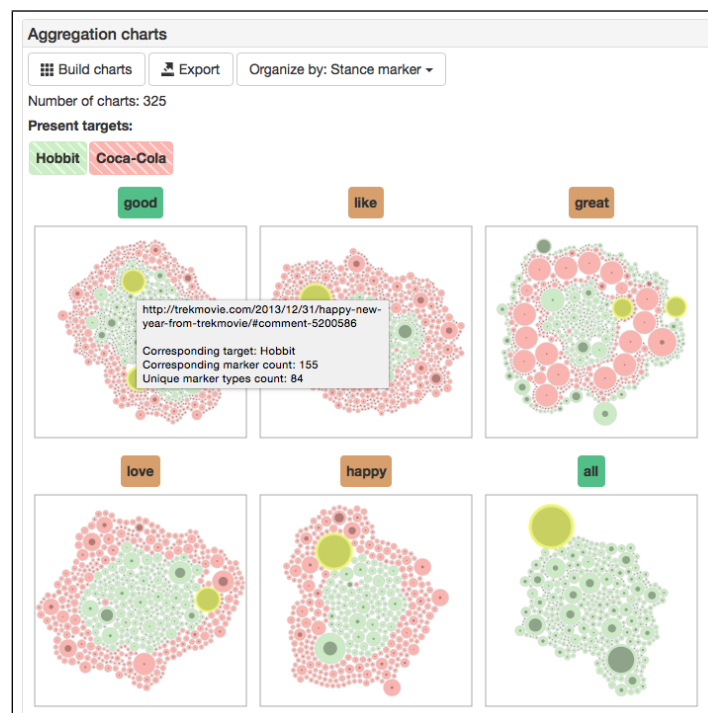 Aggregation charts
Build charts Export Organize by: Stance marker
Number of charts: 325
Present targets:
Hobbit Coca-Cola
good like great
http://trekmovie.com/2013/12/31/happy-new-
year-from-trekmovie/#comment-5200586
Corresponding target: Hobbit
Corresponding marker count: 155
Unique marker types count: 84
love happy all